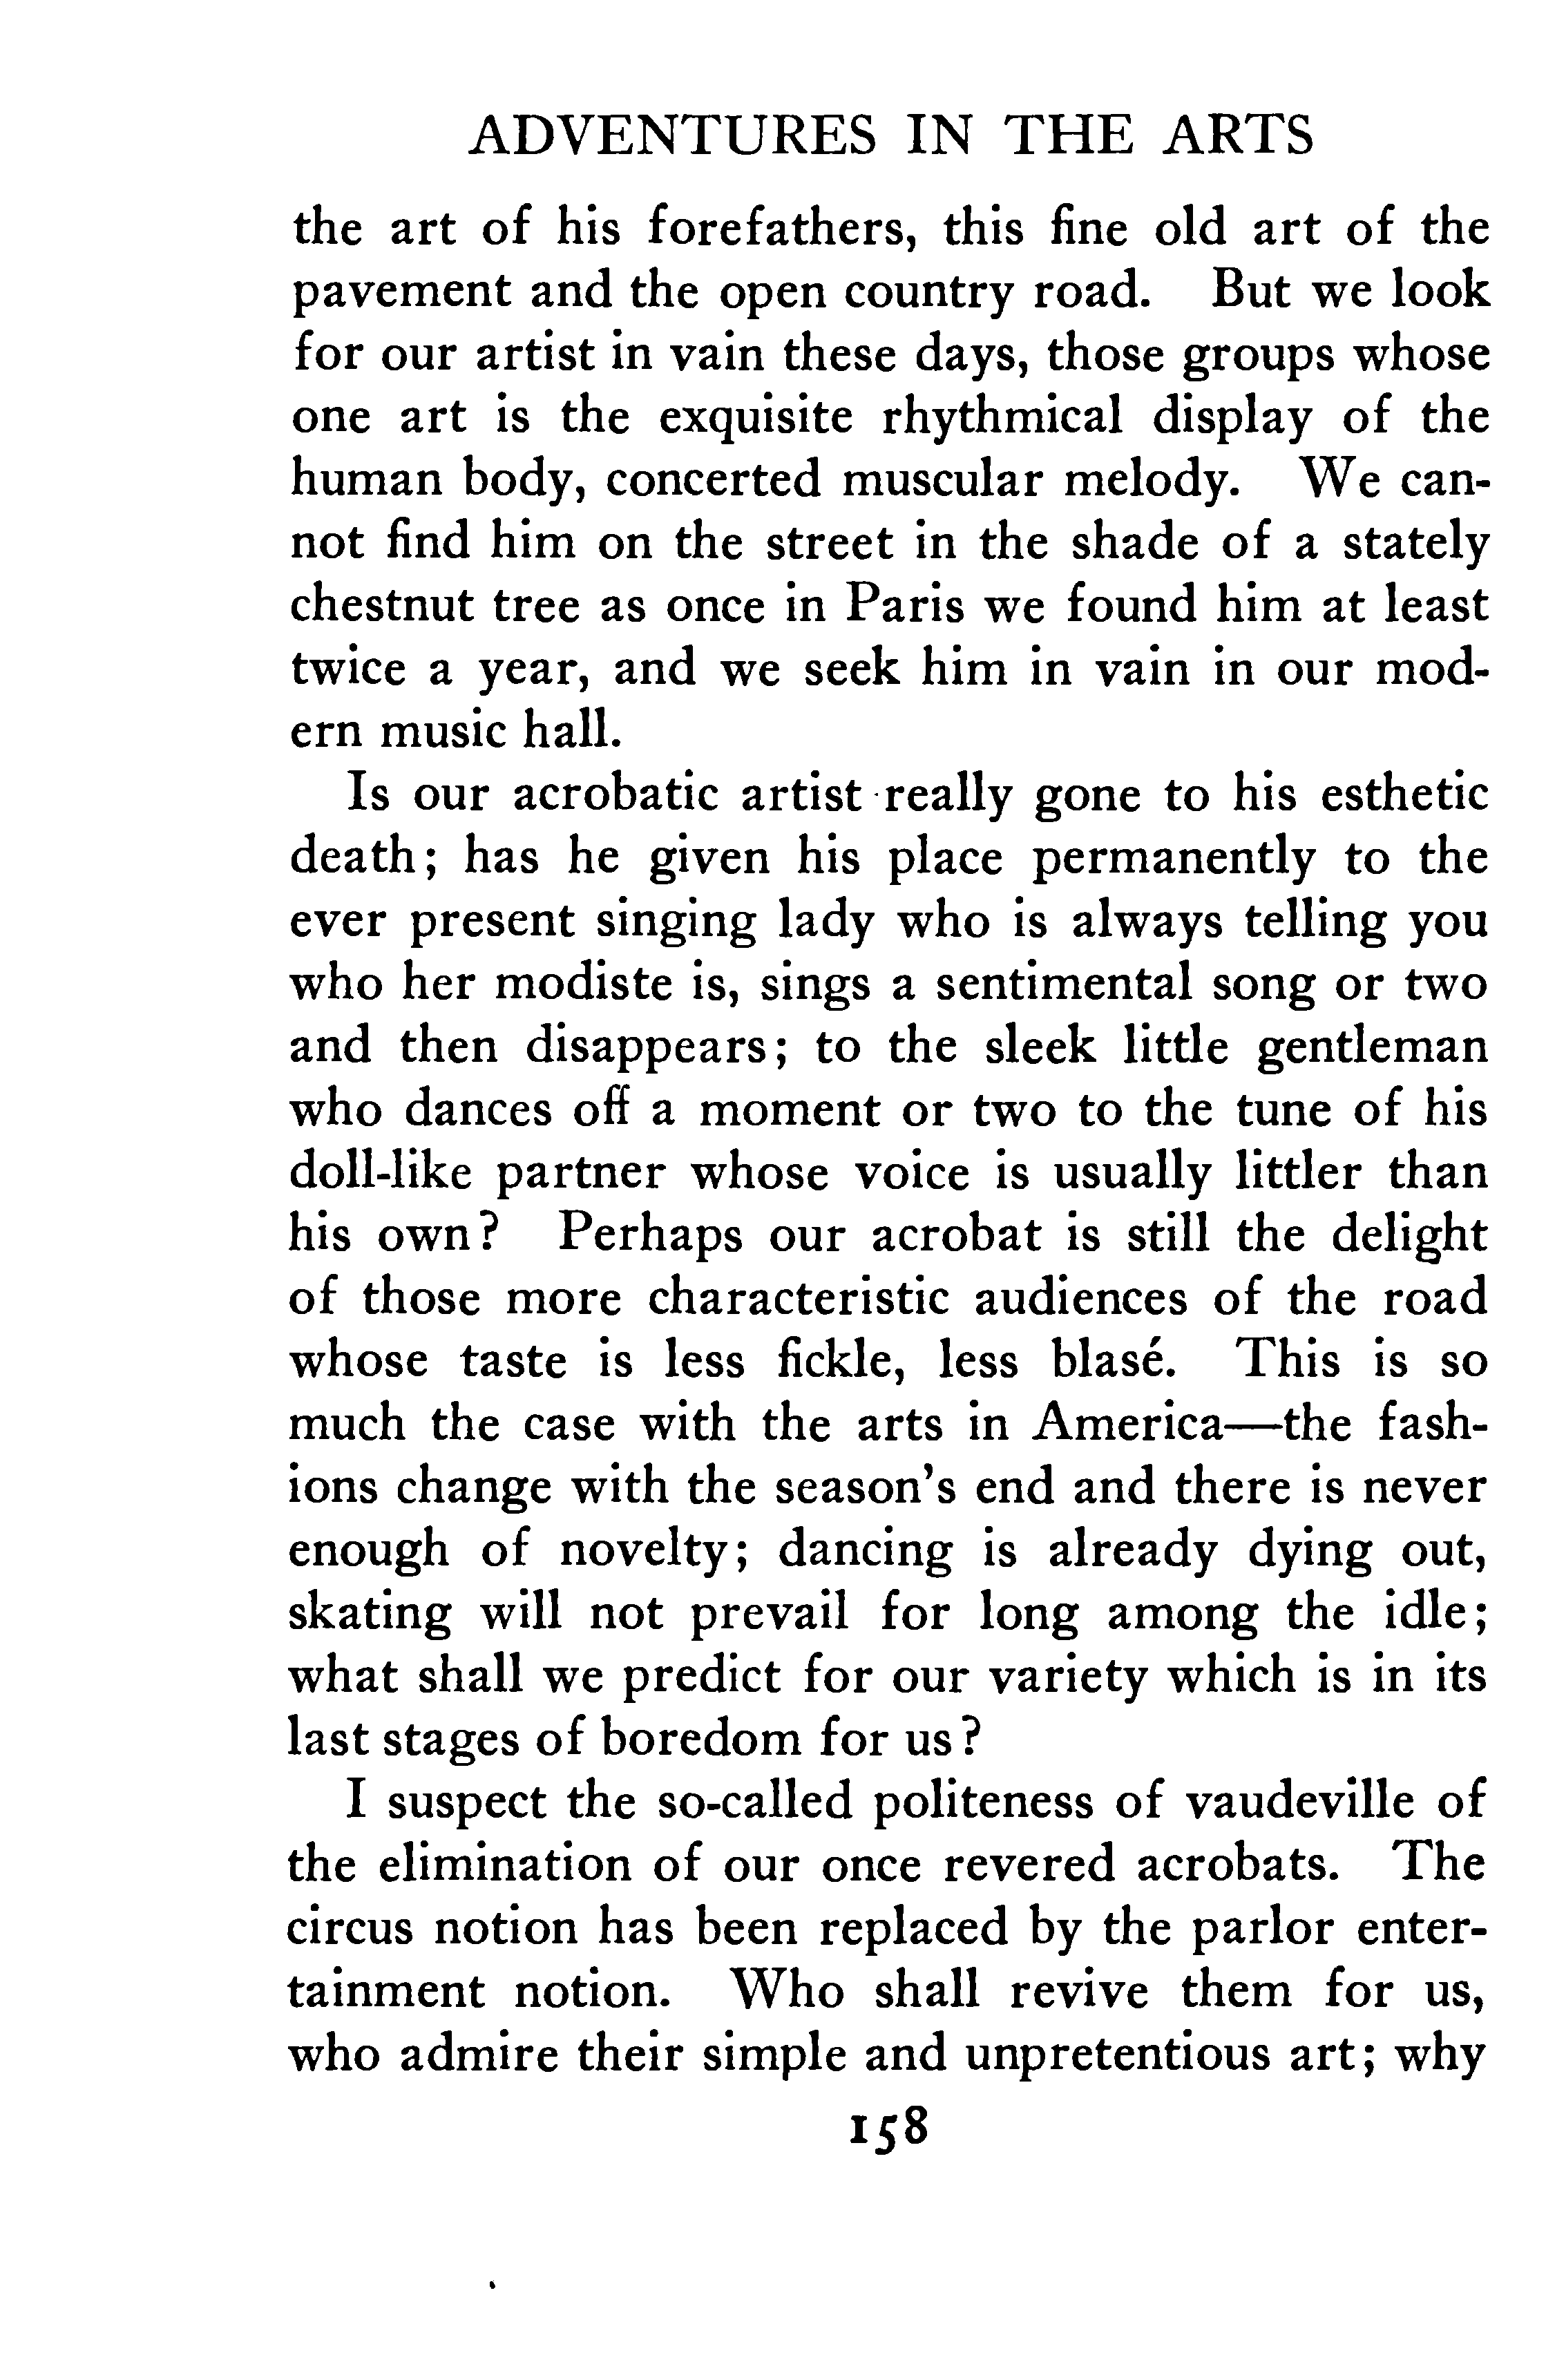 ADVENTURES IN THE ARTS
the art of his forefathers, this fine old art of the
pavement and the open country road. But we look
for our artist in vain these days, those groups whose
one art is the exquisite rhythmical display of the
human body, concerted muscular melody. We can-
not find him on the street in the shade of a stately
chestnut tree as once in Paris we found him at least
twice a year, and we seek him in vain in our mod-
ern music hall.
Is our acrobatic artist really gone to his esthetic
death; has he given his place permanently to the
ever present singing lady who is always telling you
who her modiste is, sings a sentimental song or two
and then disappears; to the sleek little gentleman
who dances off a moment or two to the tune of his
doll-like partner whose voice is usually littler than
his own? Perhaps our acrobat is still the delight
of those more characteristic audiences of the road
whose taste is less fickle, less blasé. This is so
much the case with the arts in America—the fash-
ions change with the season's end and there is never
enough of novelty; dancing is already dying out,
skating will not prevail for long among the idle;
what shall we predict for our variety which is in its
last stages of boredom for us?
I suspect the so-called politeness of vaudeville of
the elimination of our once revered acrobats. The
circus notion has been replaced by the parlor enter-
tainment notion. Who shall revive them for us,
who admire their simple and unpretentious art; why
158